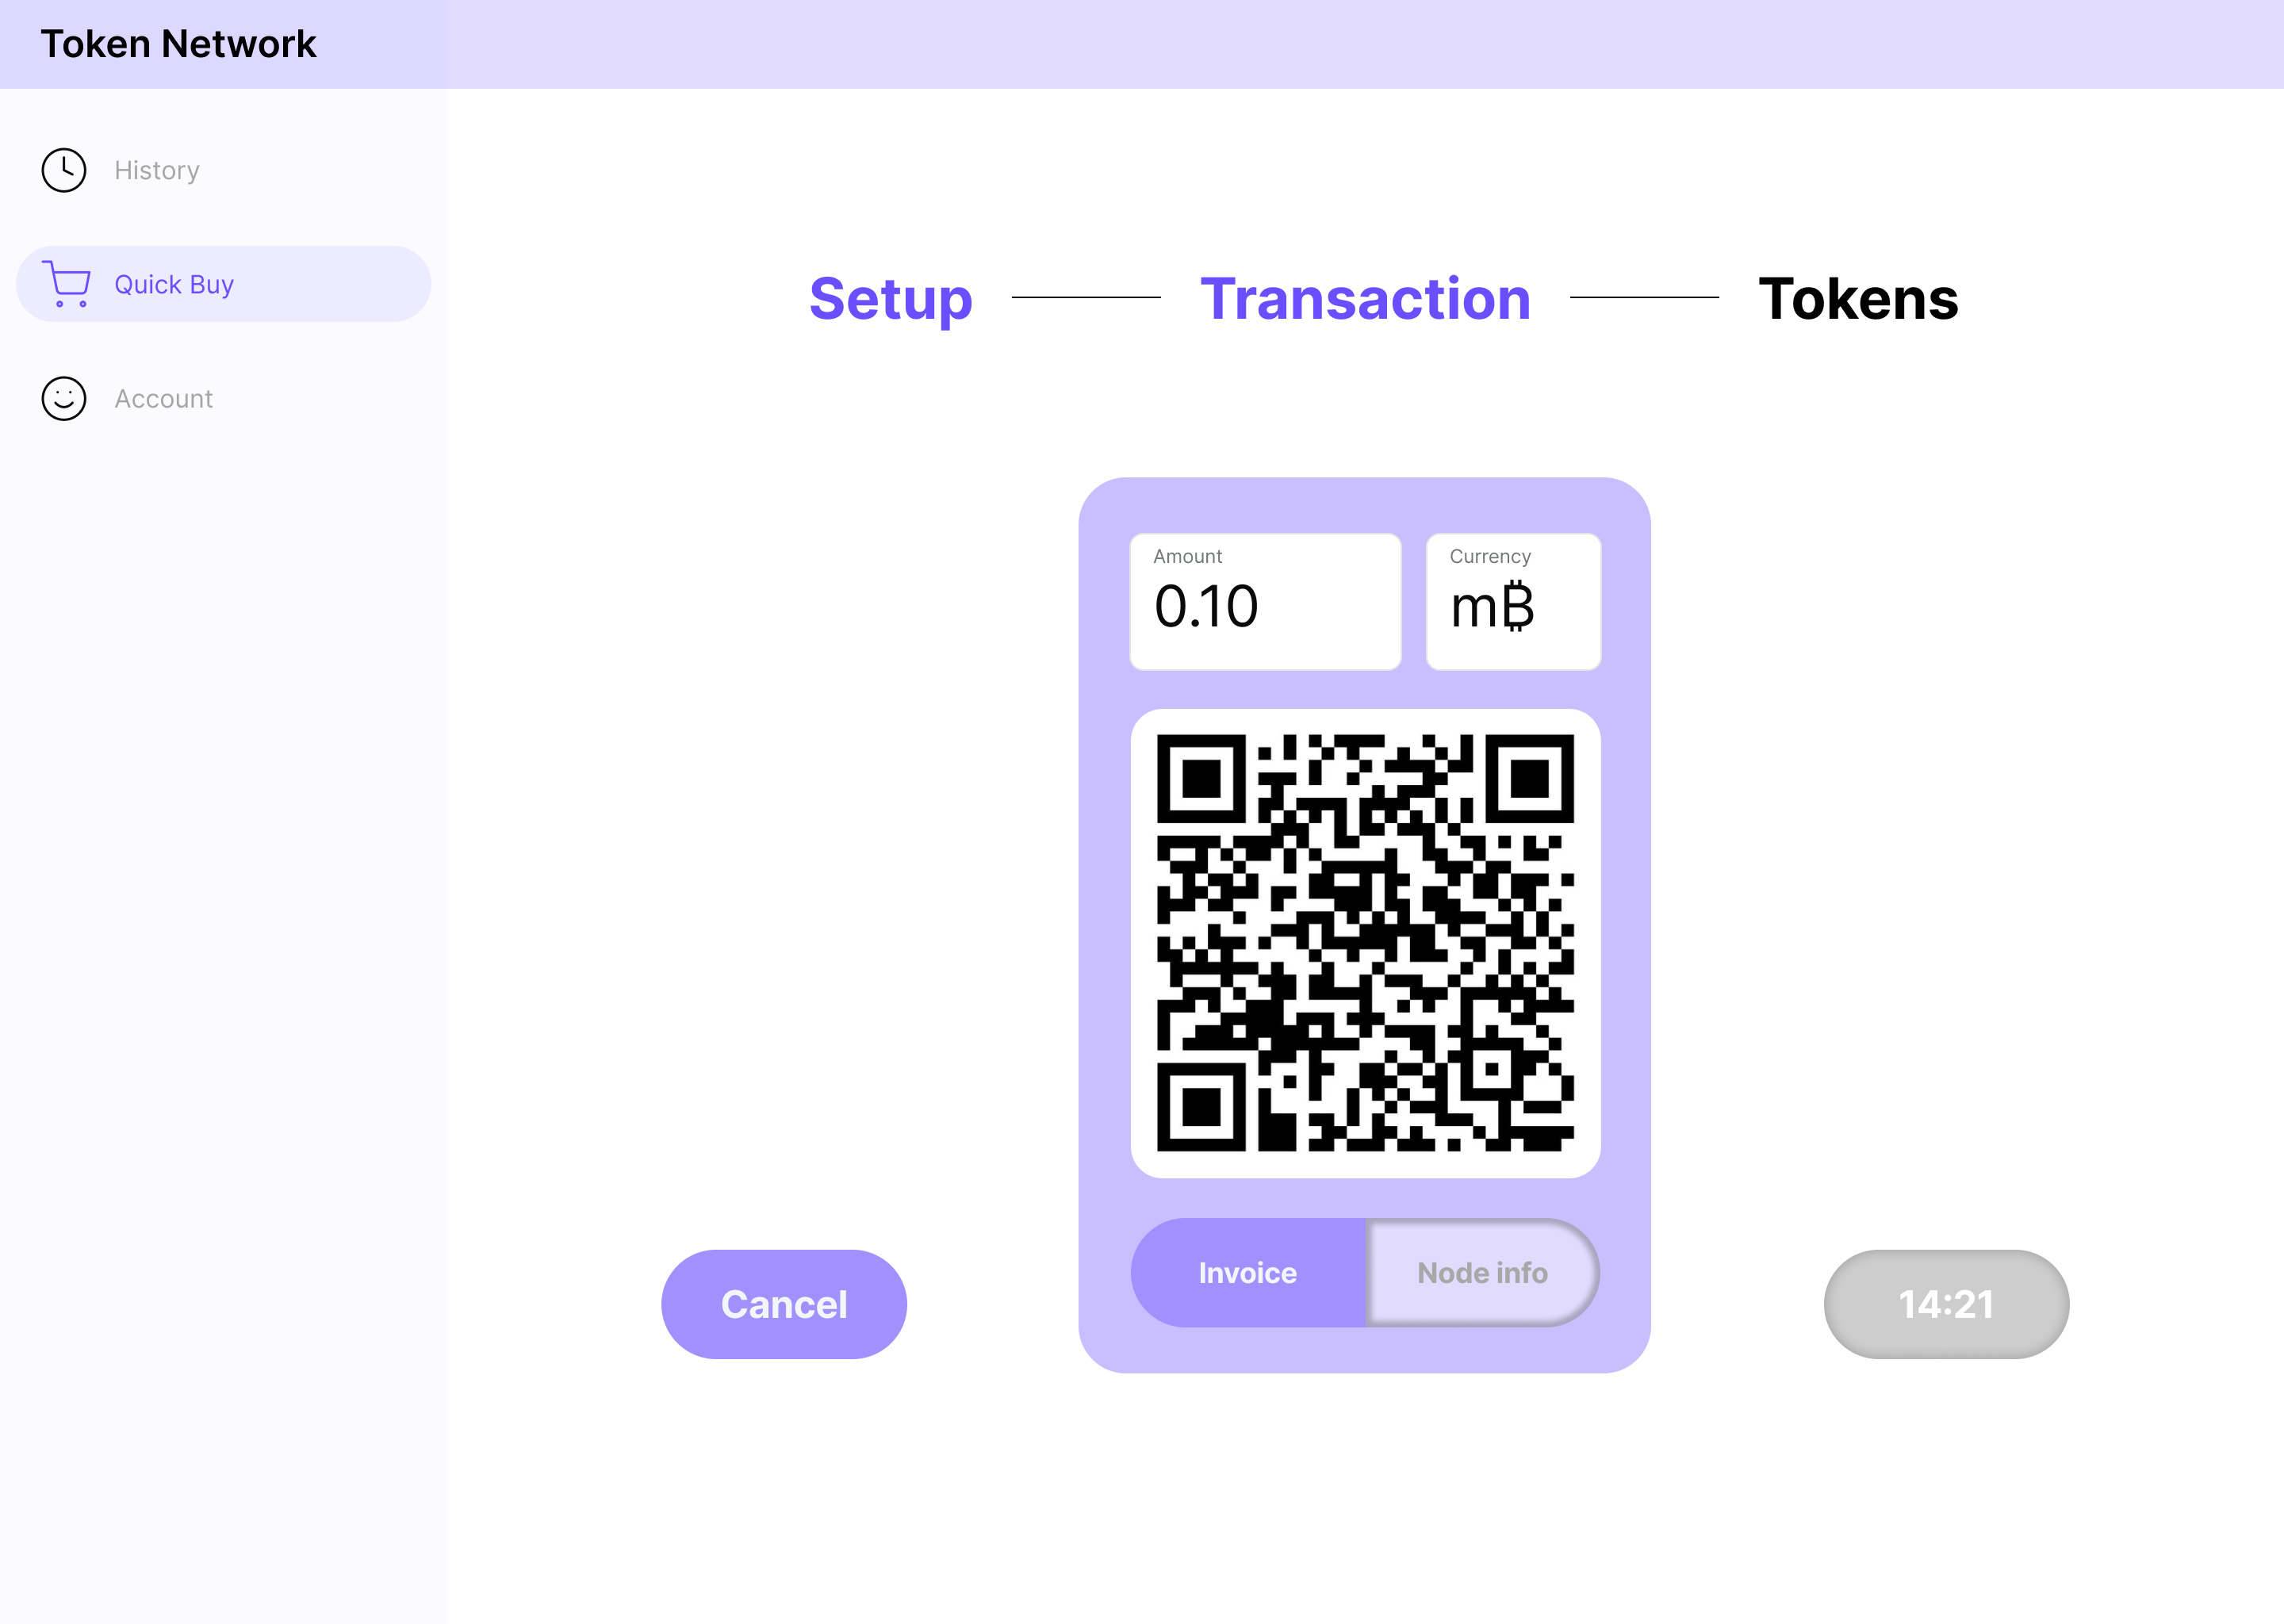 Token Network
History
Quick Buy
Account
Setup
Transaction
Tokens
Amount
0.10
Currency
m₿
Invoice
Node info
Cancel
14:21